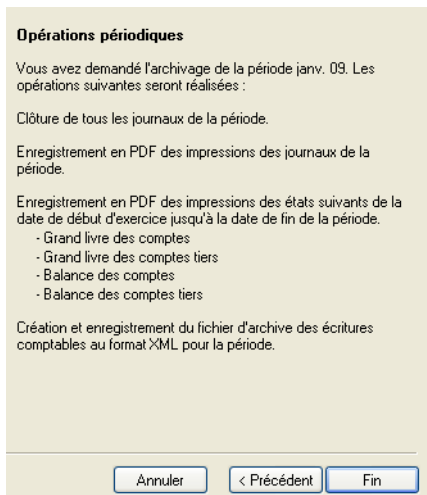 Opérations périodiques
Vous avez demandé l'archivage de la période janv. 09. Les
opérations suivantes seront réalisées :
Clôture de tous les journaux de la période.
Enregistrement en PDF des impressions des journaux de la
période.
Enregistrement en PDF des impressions des états suivants de la
date de début d'exercice jusqu'à la date de fin de la période.
- Grand livre des comptes
- Grand livre des comptes tiers
- Balance des comptes
- Balance des comptes tiers
Création et enregistrement du fichier d'archive des écritures
comptables au format XML pour la période.
Annuler < Précédent Fin